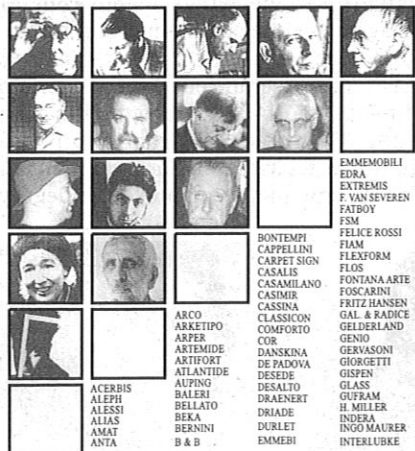 ACERBIS
ALEPH
ALESSI
ALIAS
AMAT
ANTA
ARCO
ARKETIPO
ARPER
ARTEMIDE
ARTIFORT
ATLANTIDE
AUPING
BALERI
BELLATO
BEKA
BERNINI
B & B
BONTEMPI
CAPPELLINI
CARPET SIGN
CASALIS
CASAMILANO
CASIMIR
CASSINA
CLASSICON
COMFORTO
COR
DANSKINA
DE PADOVA
DESEDE
DESALTO
DRAENERT
DRIADE
DURLET
EMMEBI
EMMEMOBILI
EDRA
EXTREMIS
F. VAN SEVEREN
FATBOY
FSM
FELICE ROSSI
FIAM
FLEXFORM
FLOS
FONTANA ARTE
FOSCARINI
FRITZ HANSEN
GAL. & RADICE
GELDERLAND
GENIO
GERVASONI
GIORGETTI
GISPEN
GLASS
GUFRAM
H. MILLER
INDERA
INGO MAURER
INTERLUBKE